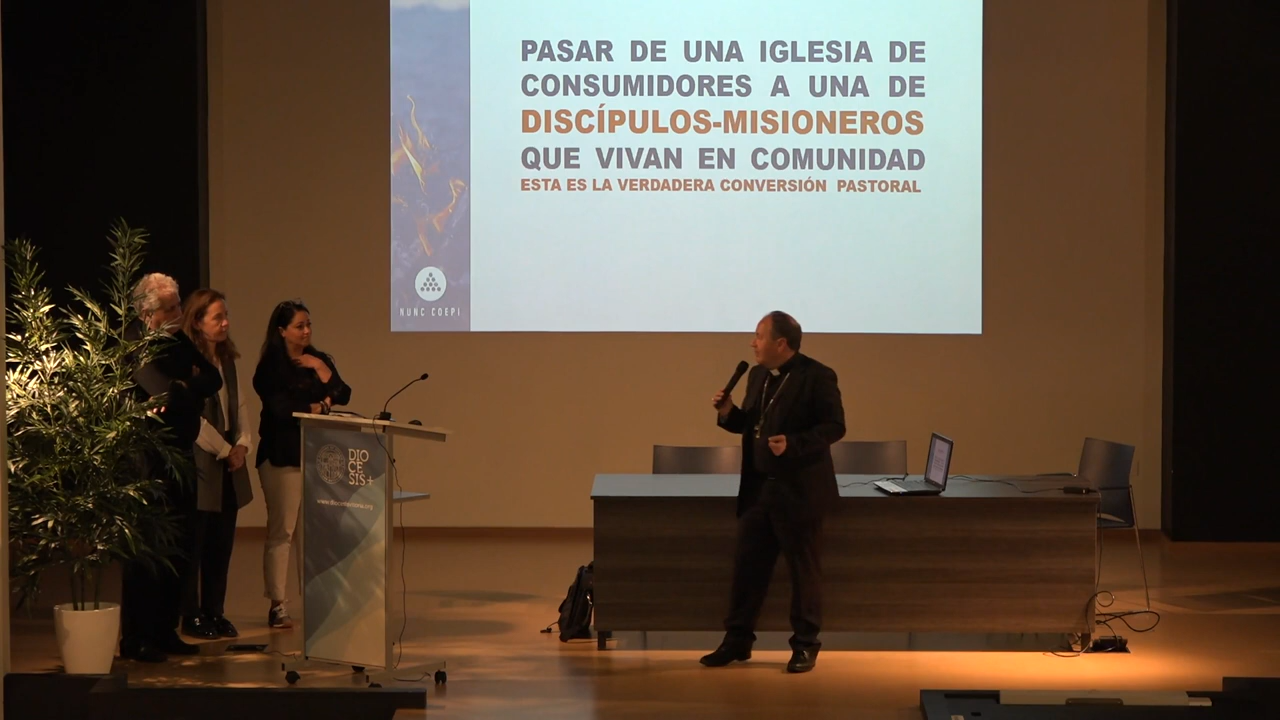 PASAR DE UNA IGLESIA DE
CONSUMIDORES A UNA DE
DISCÍPULOS-MISIONEROS
QUE VIVAN EN COMUNIDAD
ESTA ES LA VERDADERA CONVERSIÓN PASTORAL
NUNC COEPI
DIO
CE
SIS+